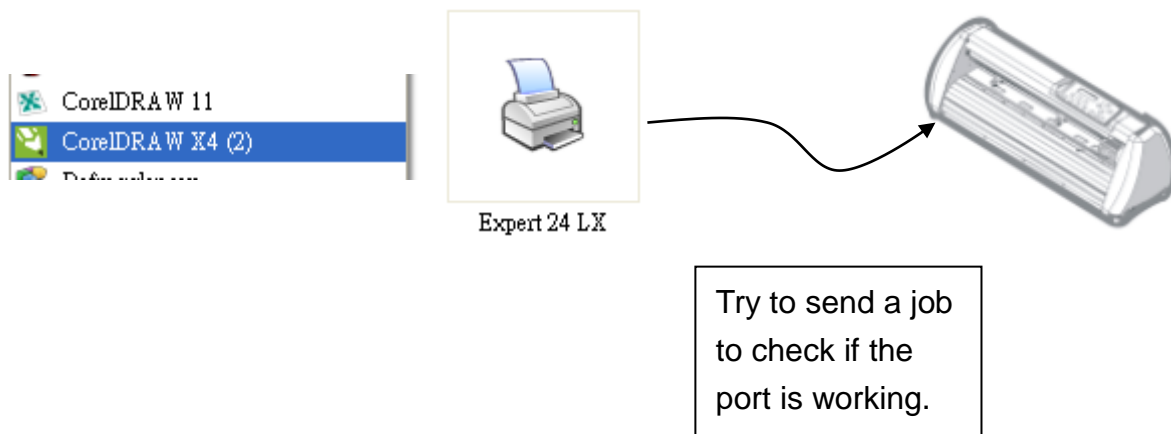 CorelDRAW 11
CorelDRAW X4 (2)
Expert 24 LX
Try to send a job
to check if the
port is working.